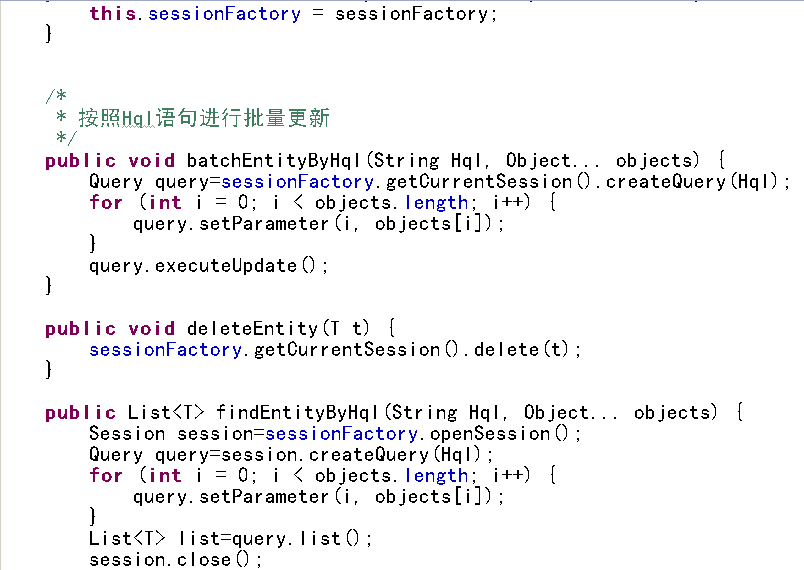 this.sessionFactory = sessionFactory;
}
/*
* 按照Hql语句进行批量更新
*/
public void batchEntityByHql(String Hql, Object... objects) {
Query query=sessionFactory.getCurrentSession().createQuery(Hql);
for (int i = 0; i < objects.length; i++) {
query.setParameter(i, objects[i]);
}
query.executeUpdate();
}
public void deleteEntity(T t) {
sessionFactory.getCurrentSession().delete(t);
}
public List<T> findEntityByHql(String Hql, Object... objects) {
Session session=sessionFactory.openSession();
Query query=session.createQuery(Hql);
for (int i = 0; i < objects.length; i++) {
query.setParameter(i, objects[i]);
}
List<T> list=query.list();
session.close();